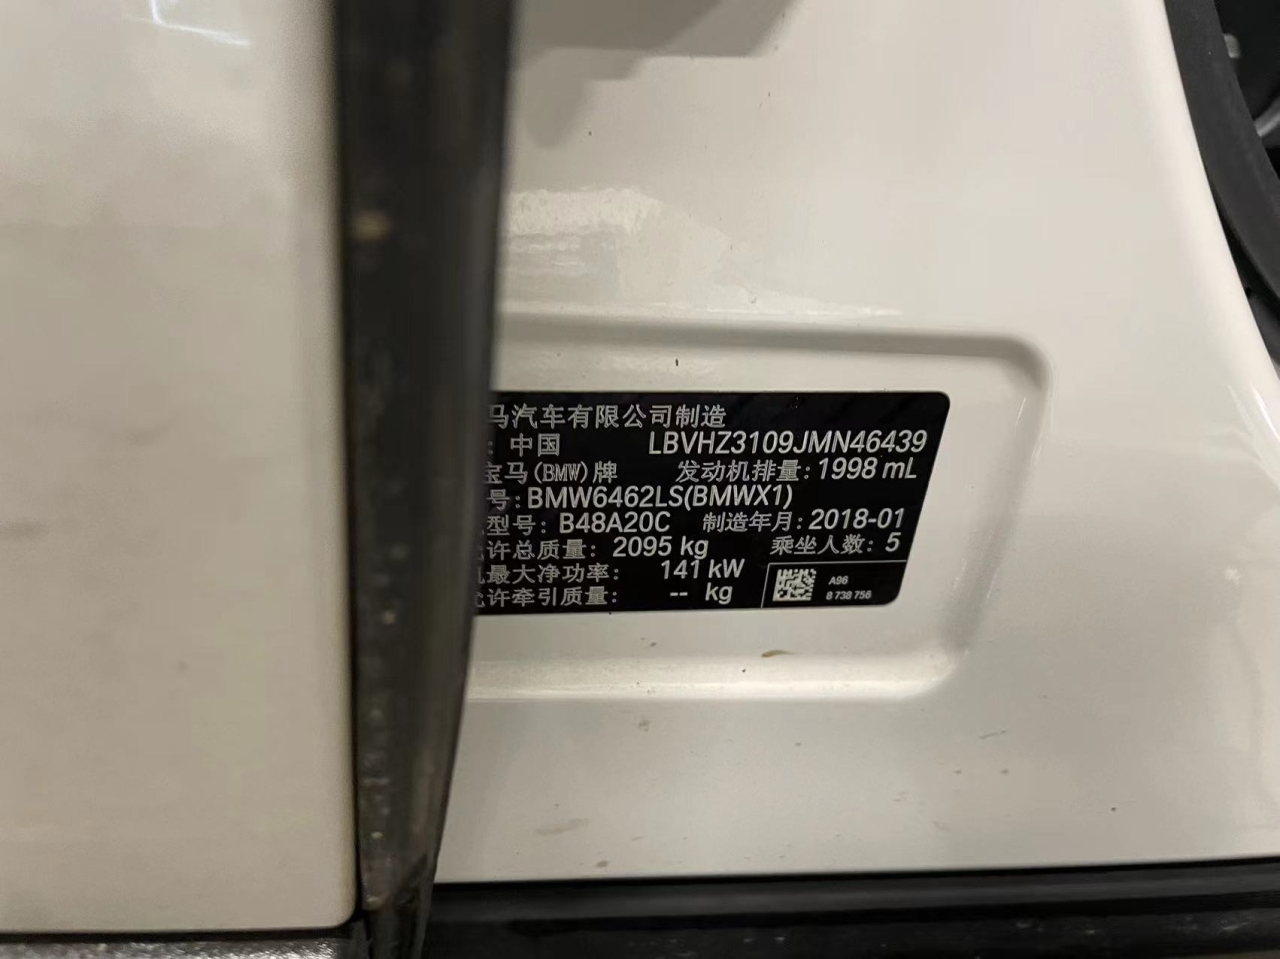 马汽车有限公司制造
: 中国 LBVHZ3109JMN46439
宝马(BMW)牌 发动机排量: 1998 mL
号: BMW6462LS(BMWX1)
型号: B48A20C 制造年月: 2018-01
许总质量: 2095 kg 乘坐人数: 5
最大净功率: 141 kW
许牵引质量: -- kg
A96
8 738 756